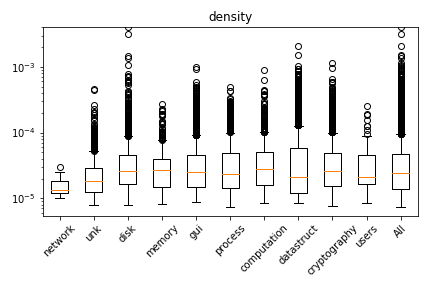 density
10⁻³
10⁻⁴
10⁻⁵
network
unk
disk
memory
gui
process
computation
datastruct
cryptography
users
All